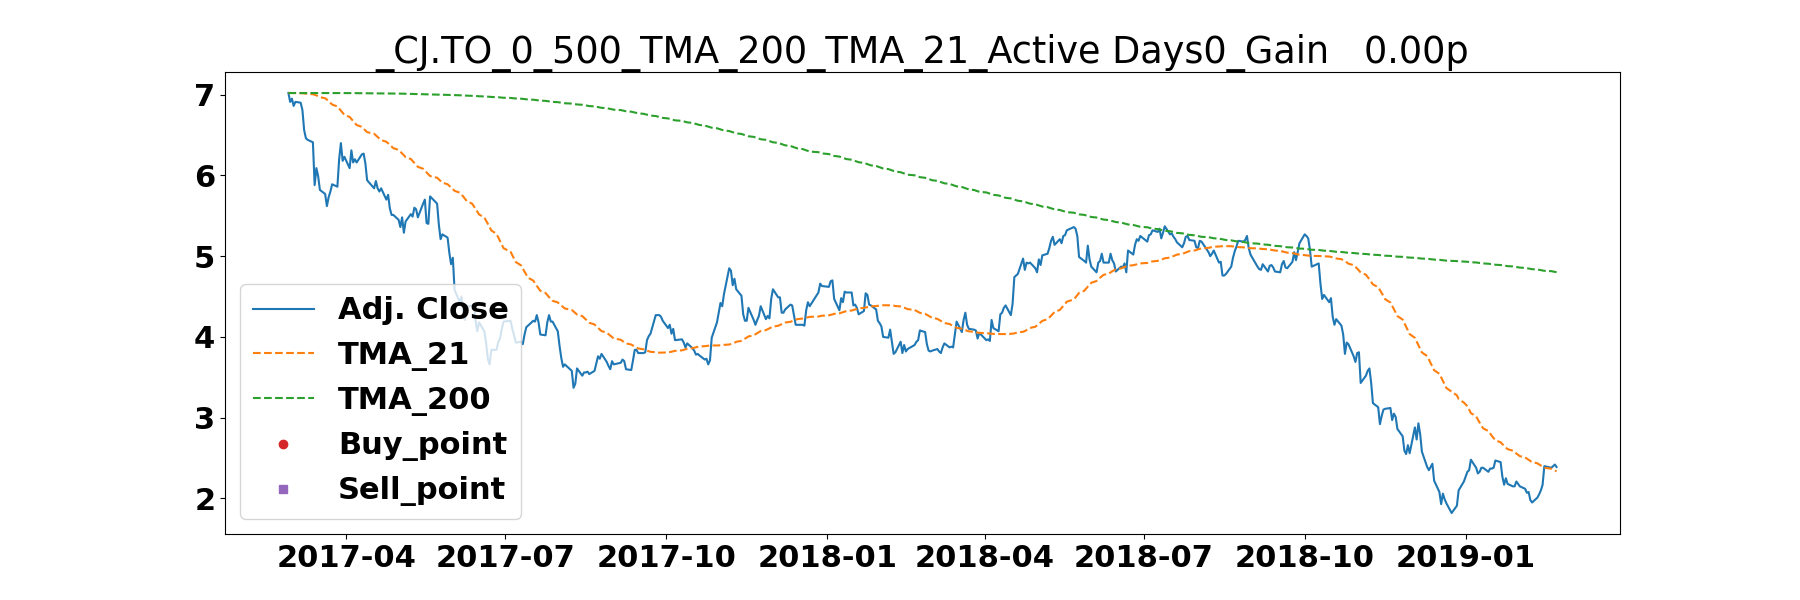 _CJ.TO_0_500_TMA_200_TMA_21_Active Days0_Gain   0.00p
7
6
5
4
3
2
Adj. Close
TMA_21
TMA_200
Buy_point
Sell_point
2017-04 2017-07 2017-10 2018-01 2018-04 2018-07 2018-10 2019-01